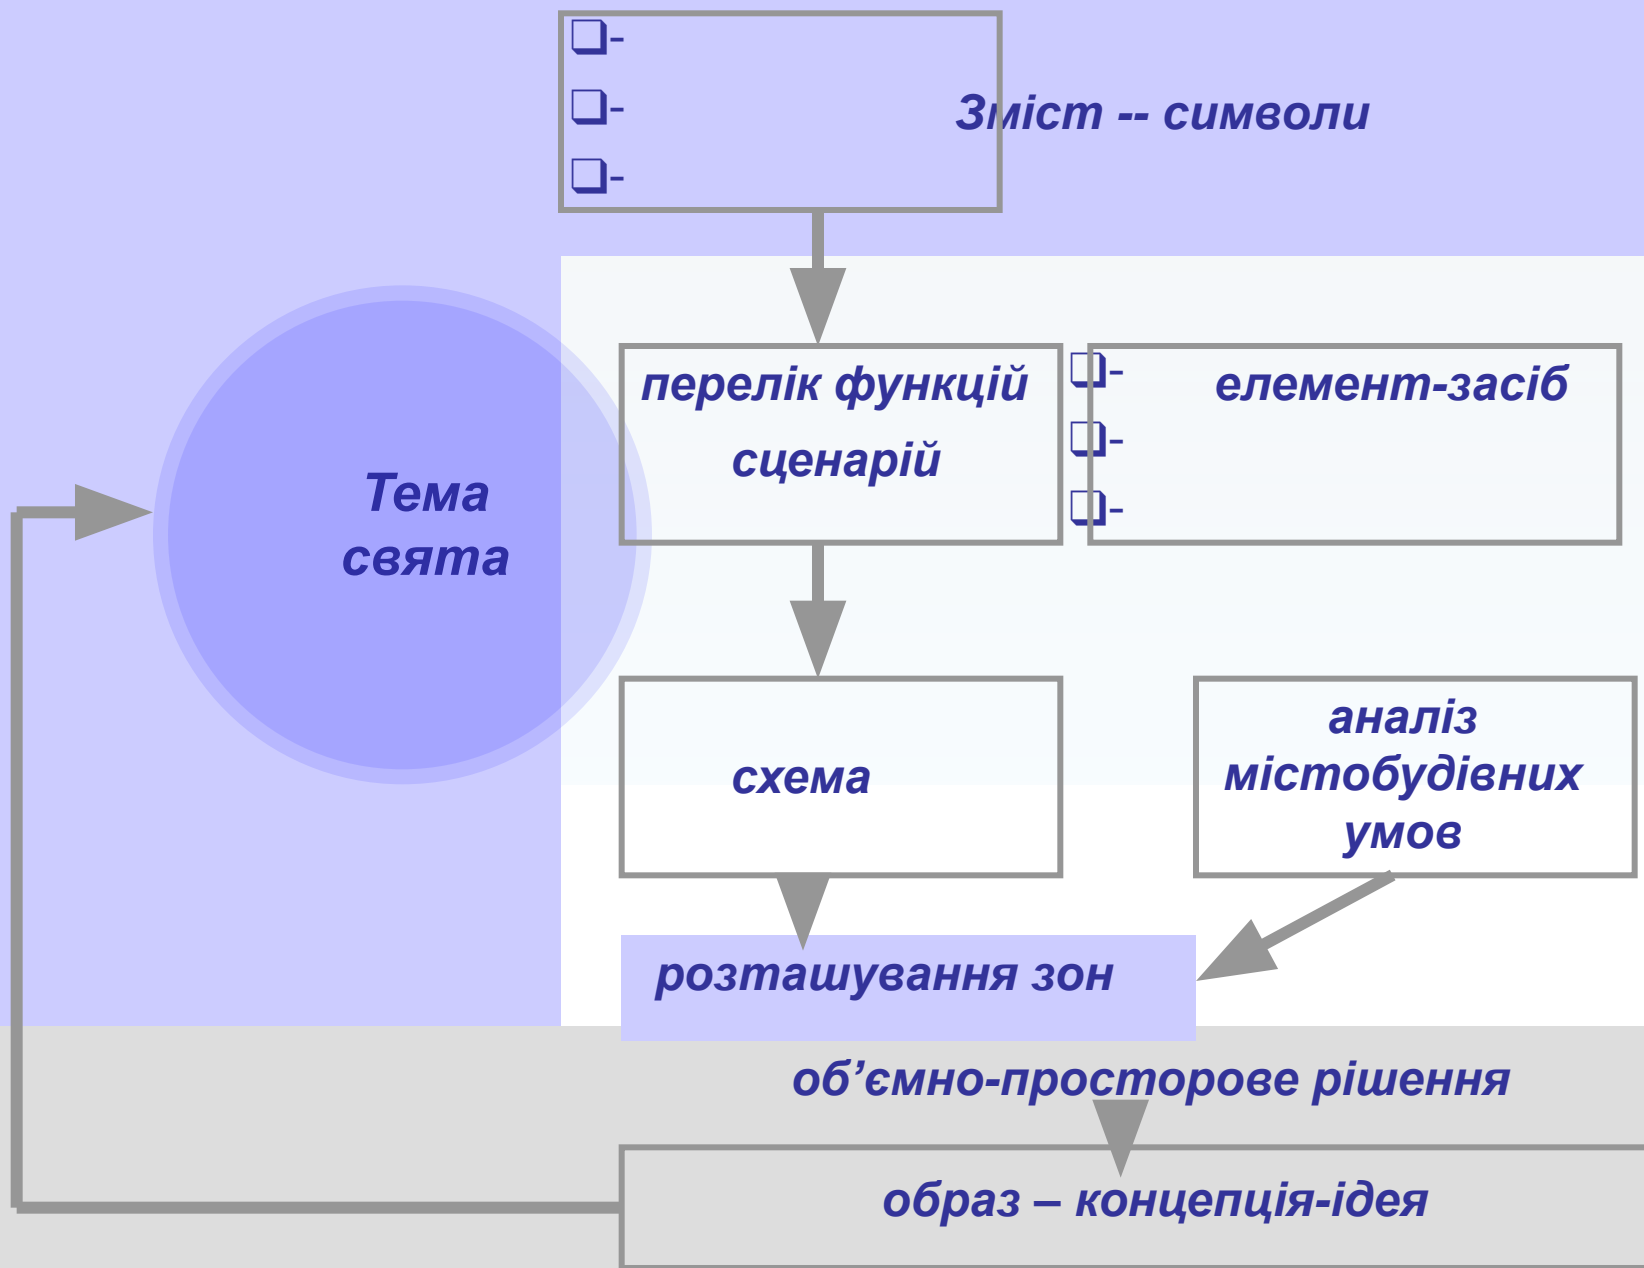 ❑-
❑-
Зміст -- символи
❑-
перелік функцій
сценарій
❑-
❑-
❑-
елемент-засіб
Тема
свята
схема
аналіз
містобудівних
умов
розташування зон
об’ємно-просторове рішення
образ – концепція-ідея